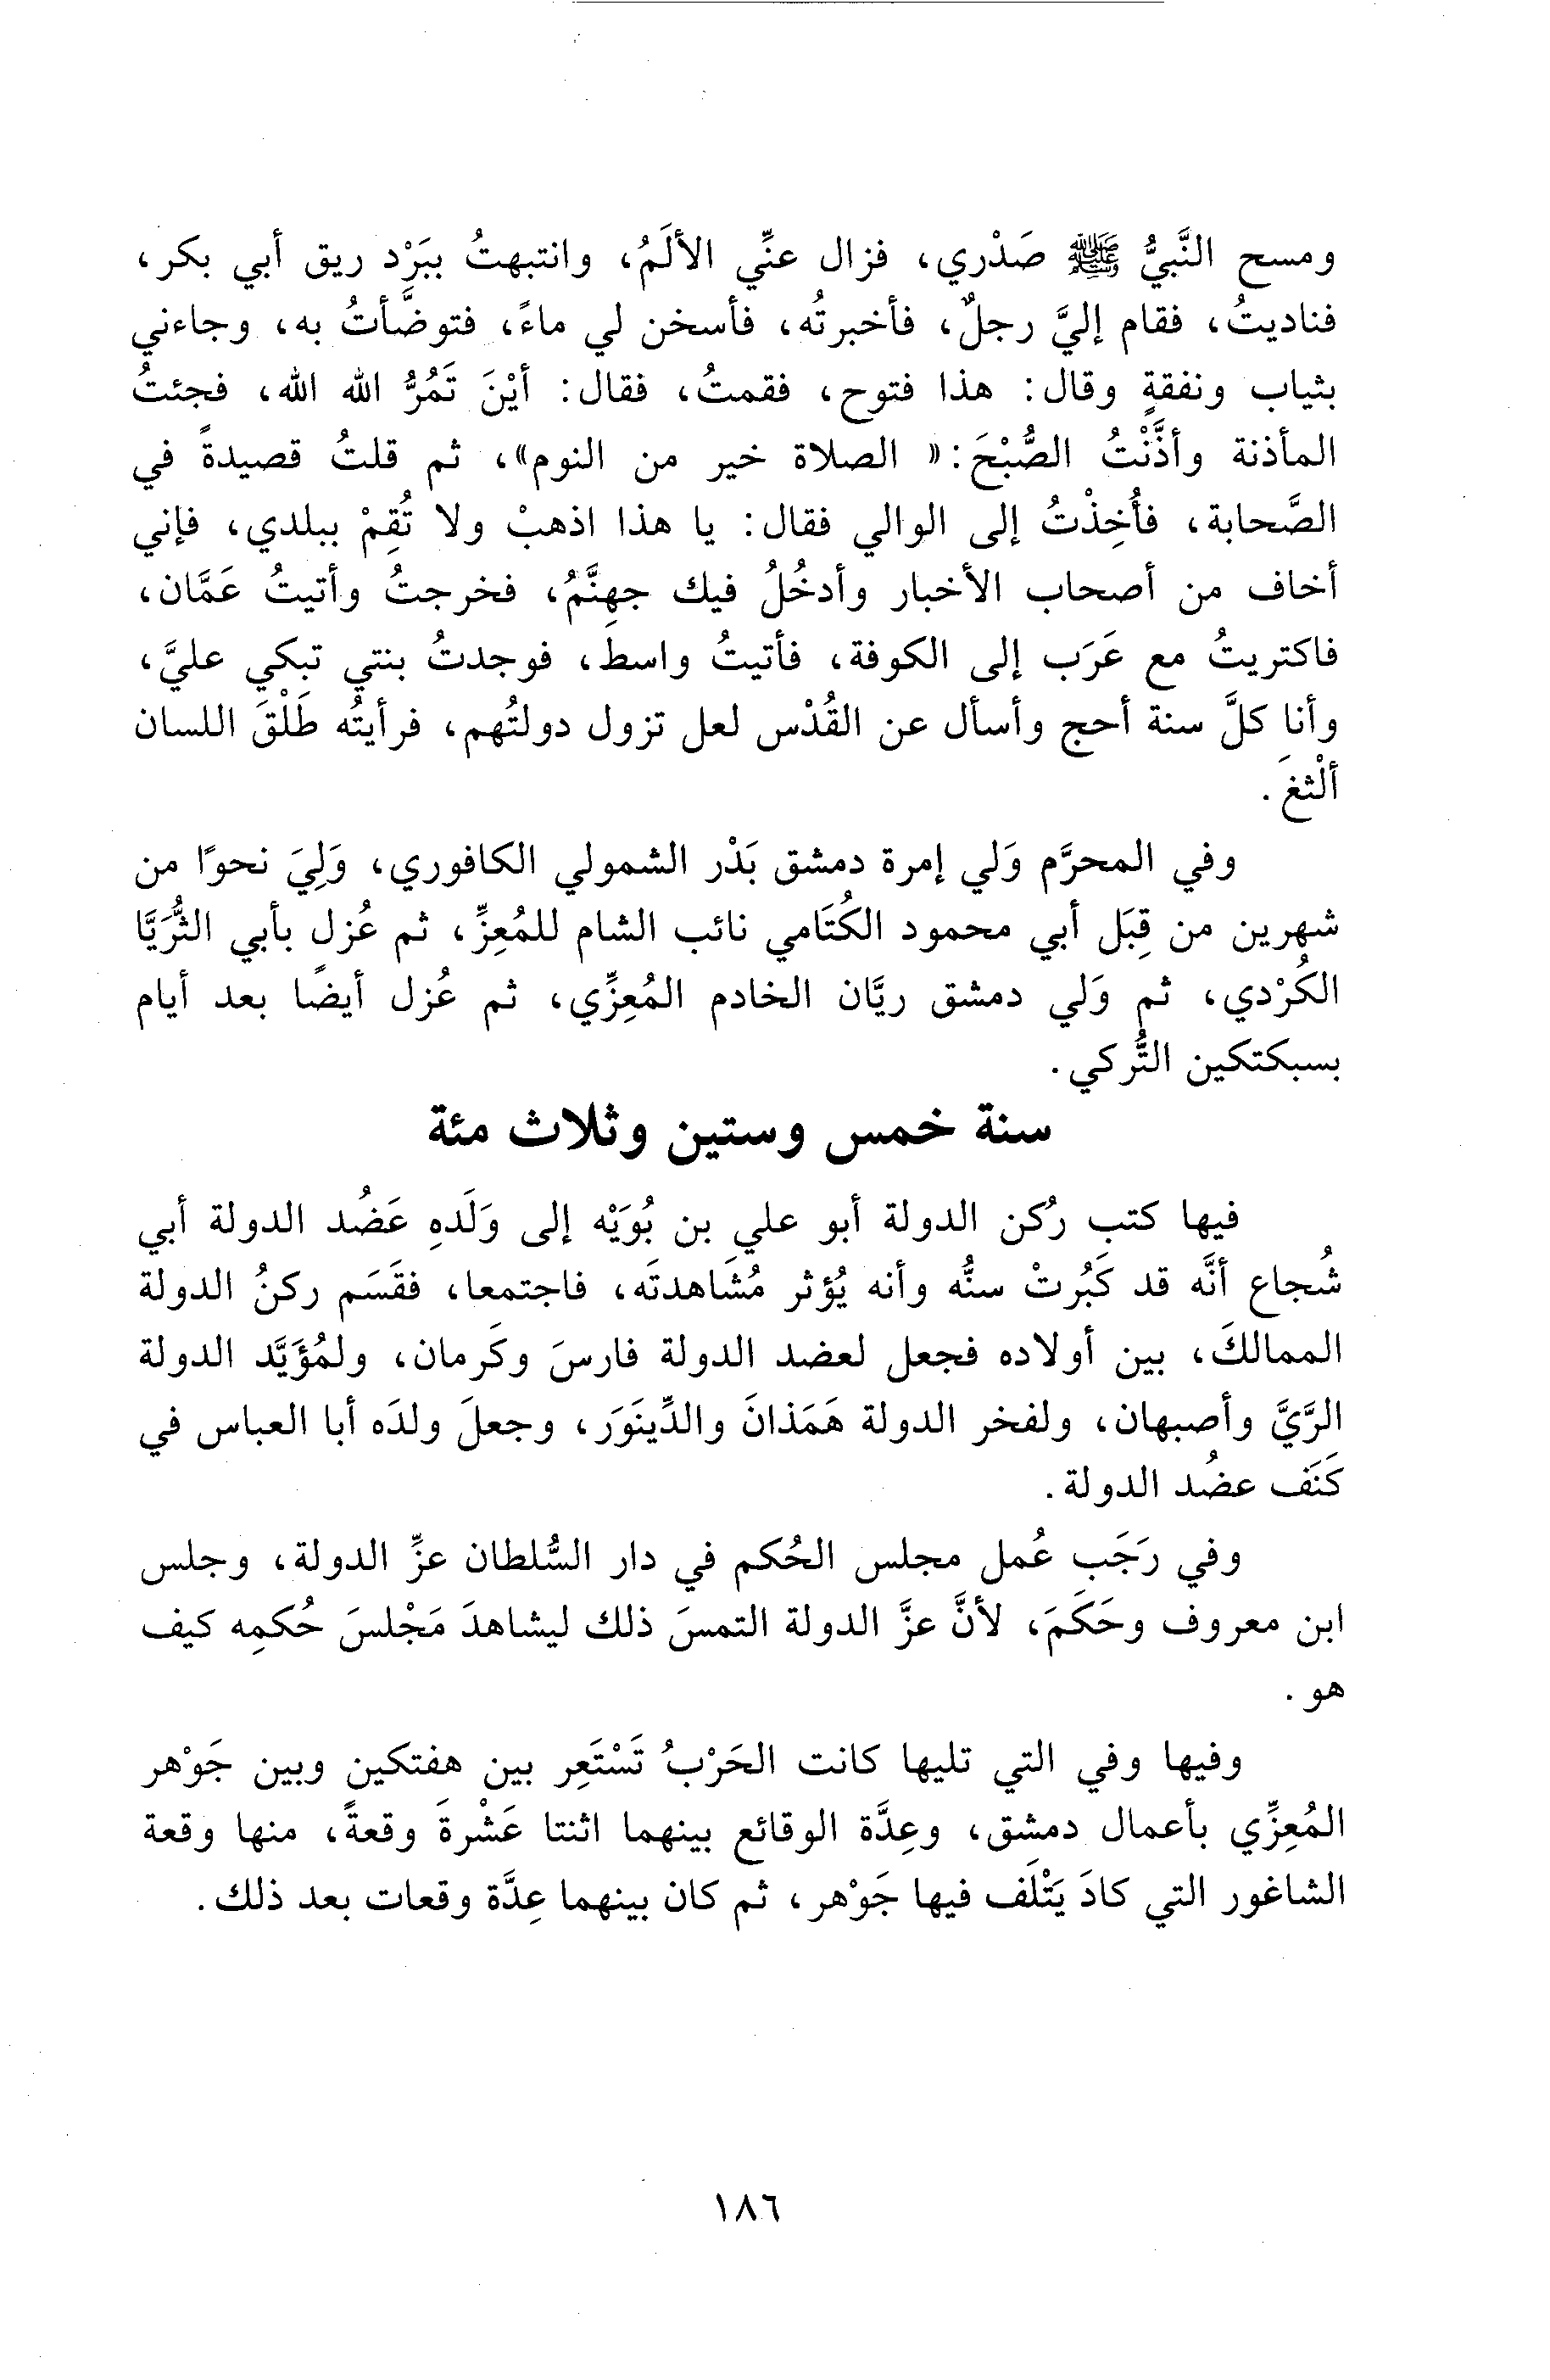 ومسح النَّبيُّ ﷺ صَدْري، فزال عنِّي الألَمُ، وانتبهتُ ببَرْد ريق أبي بكر،
فناديتُ، فقام إليَّ رجلٌ، فأخبرتُه، فأسخن لي ماءً، فتوضَّأتُ به، وجاءني
بثياب ونفقةٍ وقال: هذا فتوح، فقمتُ، فقال: أيْنَ تَمُرُّ الله الله، فجئتُ
المأذنة وأذَّنْتُ الصُّبْحَ: « الصلاة خير من النوم»، ثم قلتُ قصيدةً في
الصَّحابة، فأُخِذْتُ إلى الوالي فقال: يا هذا اذهبْ ولا تُقِمْ ببلدي، فإني
أخاف من أصحاب الأخبار وأدخُلُ فيك جهنَّمُ، فخرجتُ وأتيتُ عَمَّان،
فاكتريتُ مع عَرَب إلى الكوفة، فأتيتُ واسط، فوجدتُ بنتي تبكي عليَّ،
وأنا كلَّ سنة أحج وأسأل عن القُدْس لعل تزول دولتُهم، فرأيتُه طَلْقَ اللسان
ألْثغَ.
وفي المحرَّم وَلي إمرة دمشق بَدْر الشمولي الكافوري، وَلِيَ نحوًا من
شهرين من قِبَل أبي محمود الكُتَامي نائب الشام للمُعِزِّ، ثم عُزل بأبي الثُّرَيَّا
الكُرْدي، ثم وَلي دمشق ريَّان الخادم المُعِزِّي، ثم عُزل أيضًا بعد أيام
بسبكتكين التُّركي.
سنة خمس وستين وثلاث مئة
فيها كتب رُكن الدولة أبو علي بن بُوَيْه إلى وَلَدِهِ عَضُد الدولة أبي
شُجاع أنَّه قد كَبُرتْ سنُّه وأنه يُؤثر مُشَاهدتَه، فاجتمعا، فقَسَم ركنُ الدولة
الممالكَ، بين أولاده فجعل لعضد الدولة فارسَ وكَرمان، ولمُؤَيَّد الدولة
الرَّيَّ وأصبهان، ولفخر الدولة هَمَذانَ والدِّينَوَر، وجعلَ ولدَه أبا العباس في
كَنَف عضُد الدولة.
وفي رَجَب عُمل مجلس الحُكم في دار السُّلطان عزِّ الدولة، وجلس
ابن معروف وحَكَمَ، لأنَّ عزَّ الدولة التمسَ ذلك ليشاهدَ مَجْلسَ حُكمِه كيف
هو.
وفيها وفي التي تليها كانت الحَرْبُ تَسْتَعِر بين هفتكين وبين جَوْهر
المُعِزِّي بأعمال دمشق، وعِدَّة الوقائع بينهما اثنتا عَشْرةَ وقعةً، منها وقعة
الشاغور التي كادَ يَتْلَف فيها جَوْهر، ثم كان بينهما عِدَّة وقعات بعد ذلك.
١٨٦